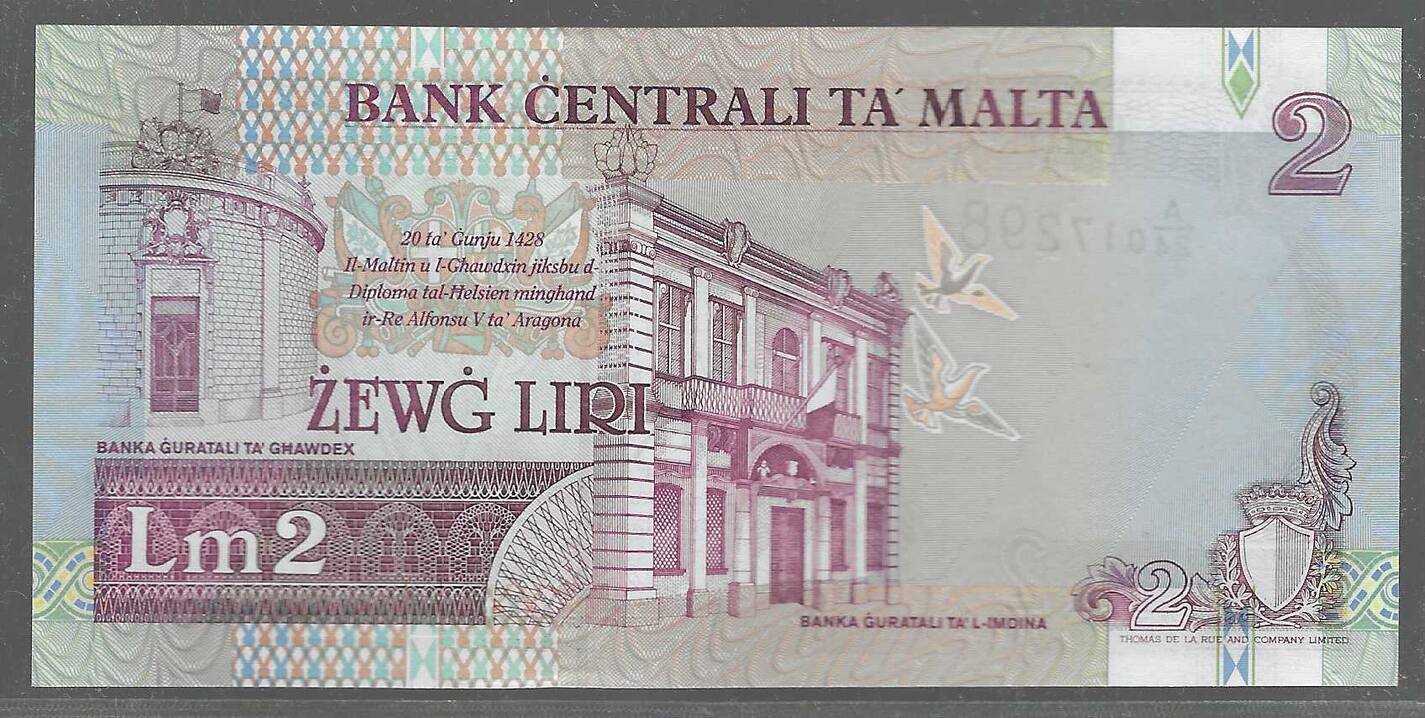 BANK ĊENTRALI TA' MALTA
2
20 ta' Ġunju 1428
Il-Maltin u l-Għawdxin jiksbu d-
Diploma tal-Ħelsien mingħand
ir-Re Alfonsu V ta' Aragona
ŻEWĠ LIRI
BANKA ĠURATALI TA' GĦAWDEX
Lm2
BANKA ĠURATALI TA' L-IMDINA
2
THOMAS DE LA RUE AND COMPANY LIMITED